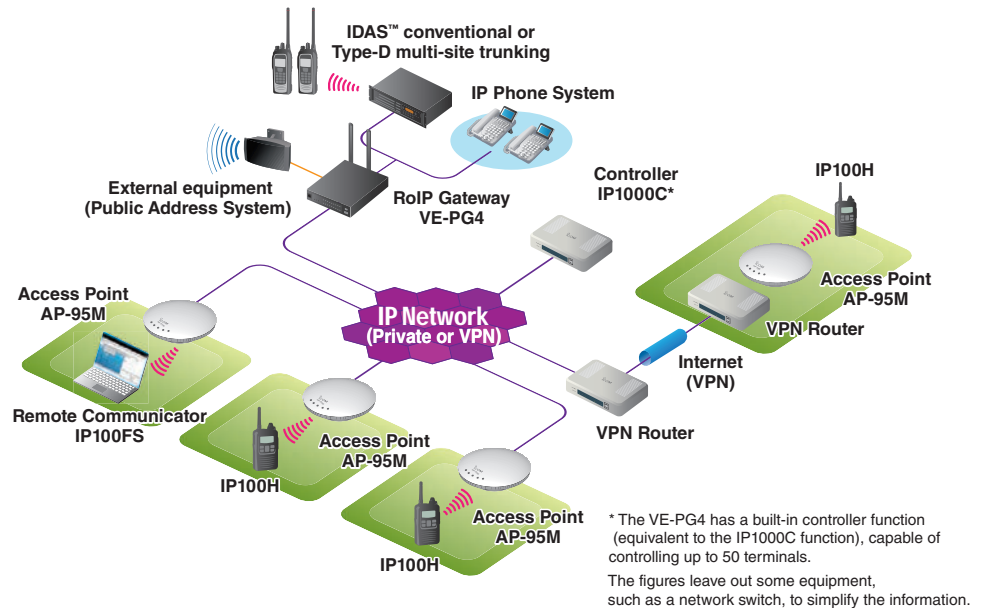 IDAS™ conventional or
Type-D multi-site trunking
IP Phone System
External equipment
(Public Address System)
RoIP Gateway
VE-PG4
Controller
IP1000C*
IP100H
Access Point
AP-95M
VPN Router
Internet
(VPN)
VPN Router
IP Network
(Private or VPN)
Access Point
AP-95M
Remote Communicator
IP100FS
Access Point
AP-95M
IP100H
Access Point
AP-95M
IP100H
* The VE-PG4 has a built-in controller function
(equivalent to the IP1000C function), capable of
controlling up to 50 terminals.
The figures leave out some equipment,
such as a network switch, to simplify the information.